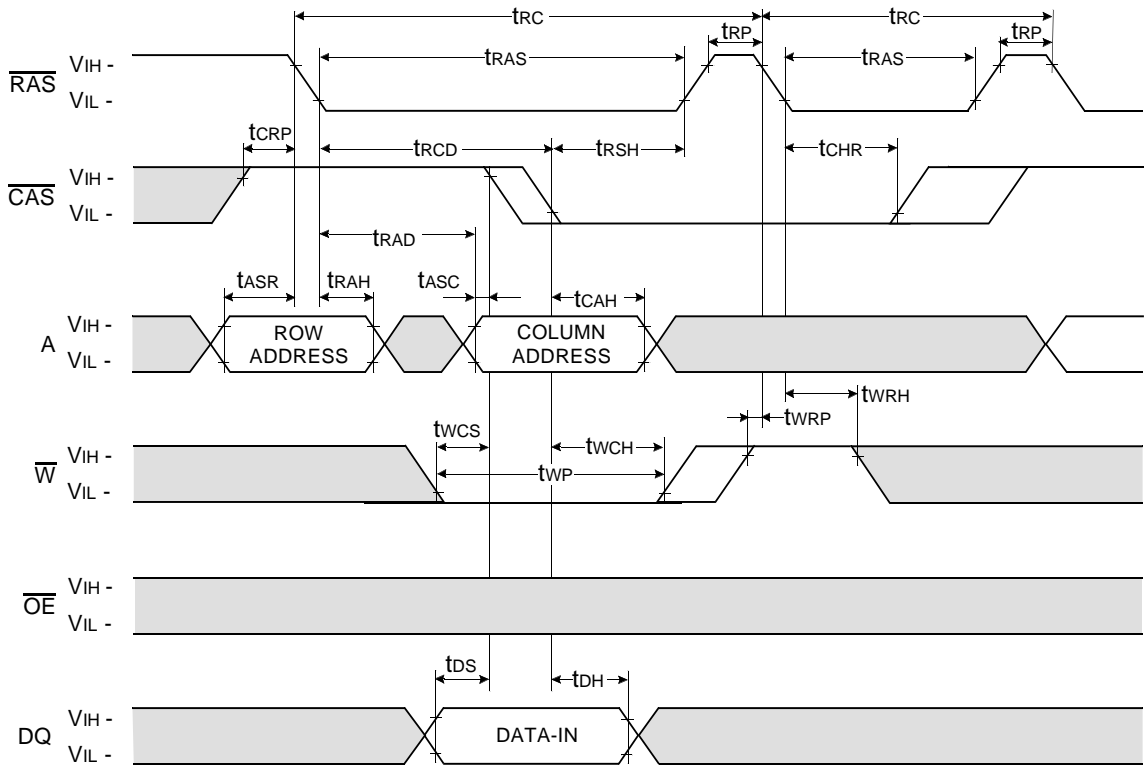 tRC tRC
tRP tRP
tRAS tRAS
RAS VIH -
VIL -
tCRP tRCD tRSH tCHR
CAS VIH -
VIL -
tRAD
tASR tRAH tASC tCAH
A VIH -
VIL -
ROW ADDRESS
COLUMN ADDRESS
tWRH
tWRP
tWCS tWCH
tWP
W VIH -
VIL -
OE VIH -
VIL -
tDS tDH
DQ VIH -
VIL -
DATA-IN